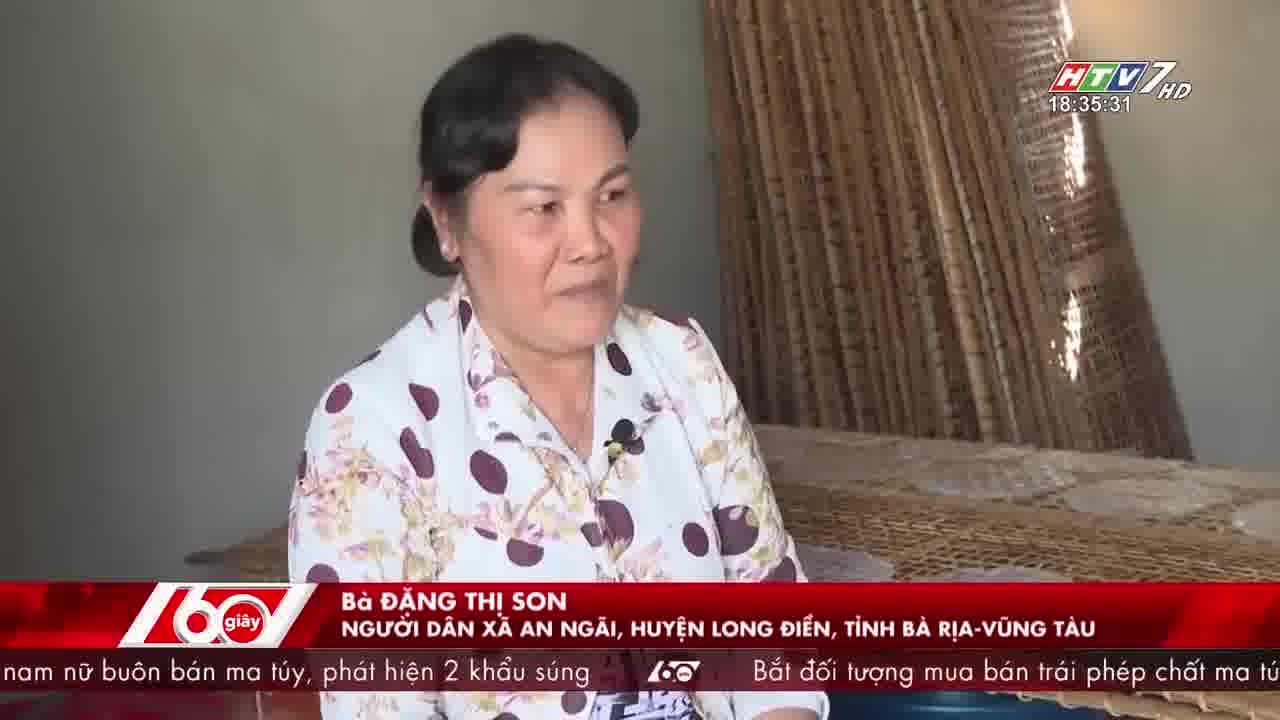 HTV7 HD
18:35:31
60 giây
Bà ĐẶNG THỊ SON
NGƯỜI DÂN XÃ AN NGÃI, HUYỆN LONG ĐIỀN, TỈNH BÀ RỊA-VŨNG TÀU
nam nữ buôn bán ma túy, phát hiện 2 khẩu súng 60 giây Bắt đối tượng mua bán trái phép chất ma tú